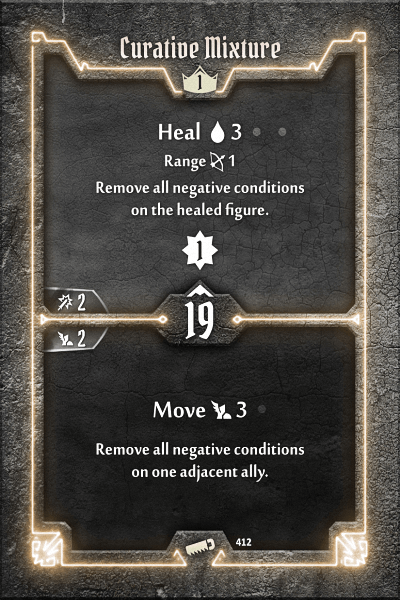 Curative Mixture
1
Heal 3
Range 1
Remove all negative conditions
on the healed figure.
1
2
19
2
Move 3
Remove all negative conditions
on one adjacent ally.
412